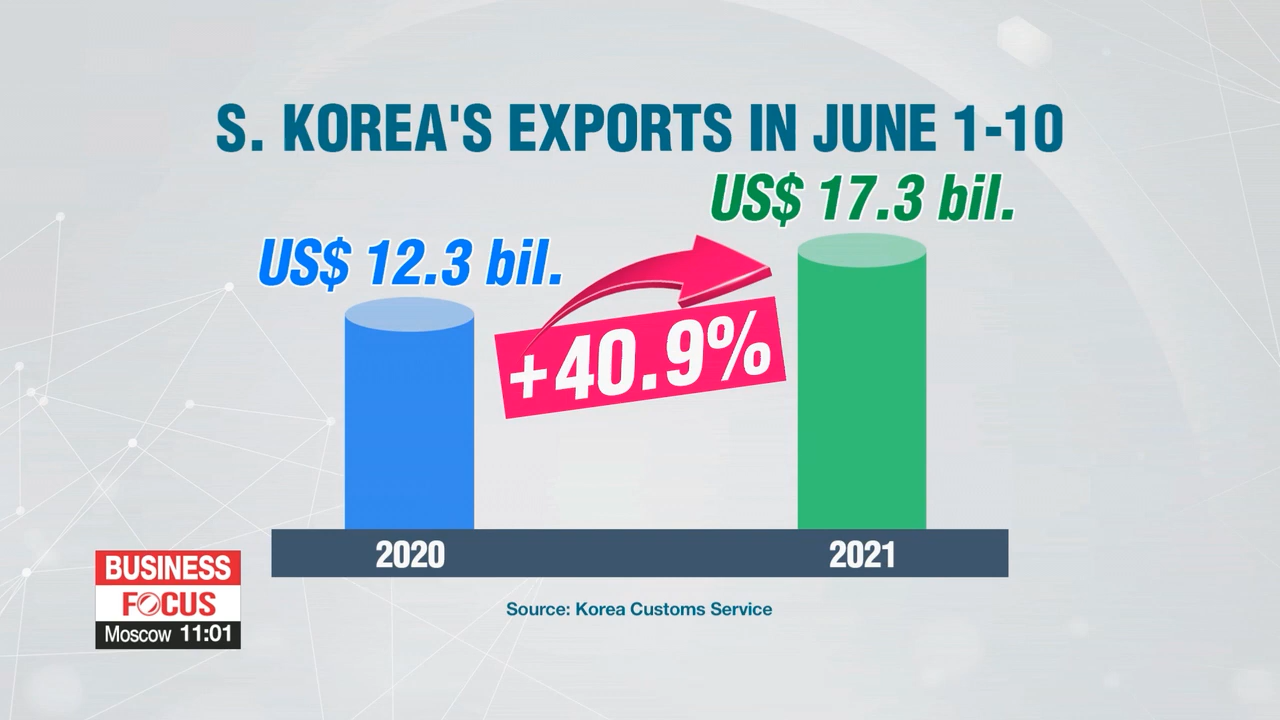 S. KOREA'S EXPORTS IN JUNE 1-10
US$ 17.3 bil.
US$ 12.3 bil.
+40.9%
2020
2021
Source: Korea Customs Service
BUSINESS
FOCUS
Moscow 11:01